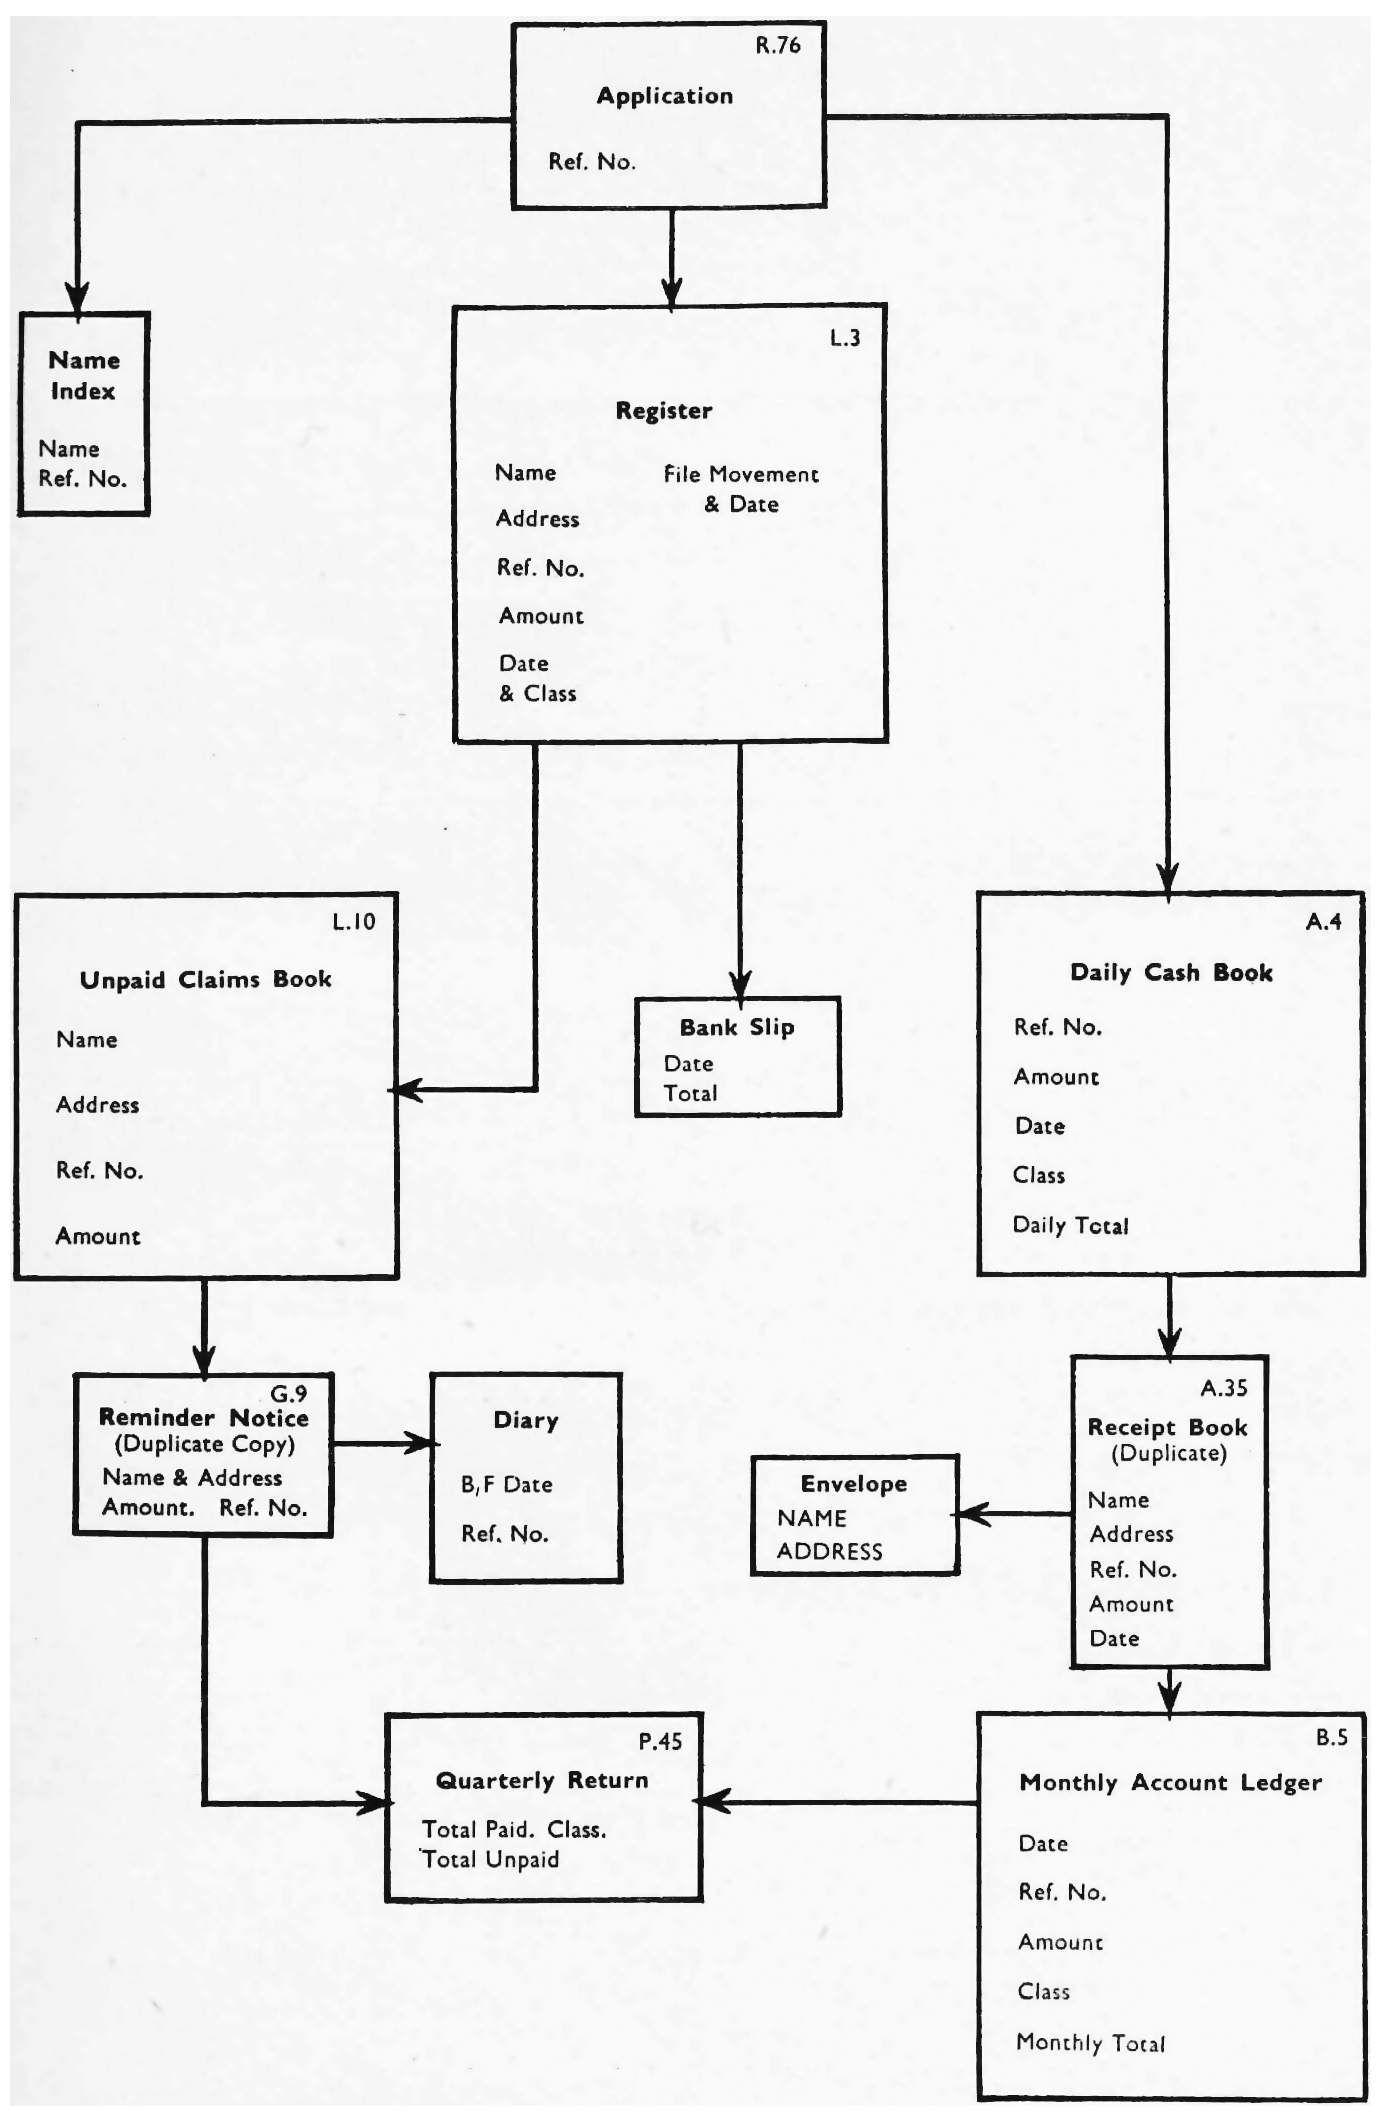 R.76
Application
Ref. No.
Name
Index
Name
Ref. No.
L.3
Register
Name
Address
Ref. No.
Amount
Date
& Class
File Movement
& Date
L.10
Unpaid Claims Book
Name
Address
Ref. No.
Amount
Bank Slip
Date
Total
A.4
Daily Cash Book
Ref. No.
Amount
Date
Class
Daily Total
G.9
Reminder Notice
(Duplicate Copy)
Name & Address
Amount. Ref. No.
Diary
B,F Date
Ref. No.
Envelope
NAME
ADDRESS
A.35
Receipt Book
(Duplicate)
Name
Address
Ref. No.
Amount
Date
P.45
Quarterly Return
Total Paid. Class.
Total Unpaid
B.5
Monthly Account Ledger
Date
Ref. No.
Amount
Class
Monthly Total